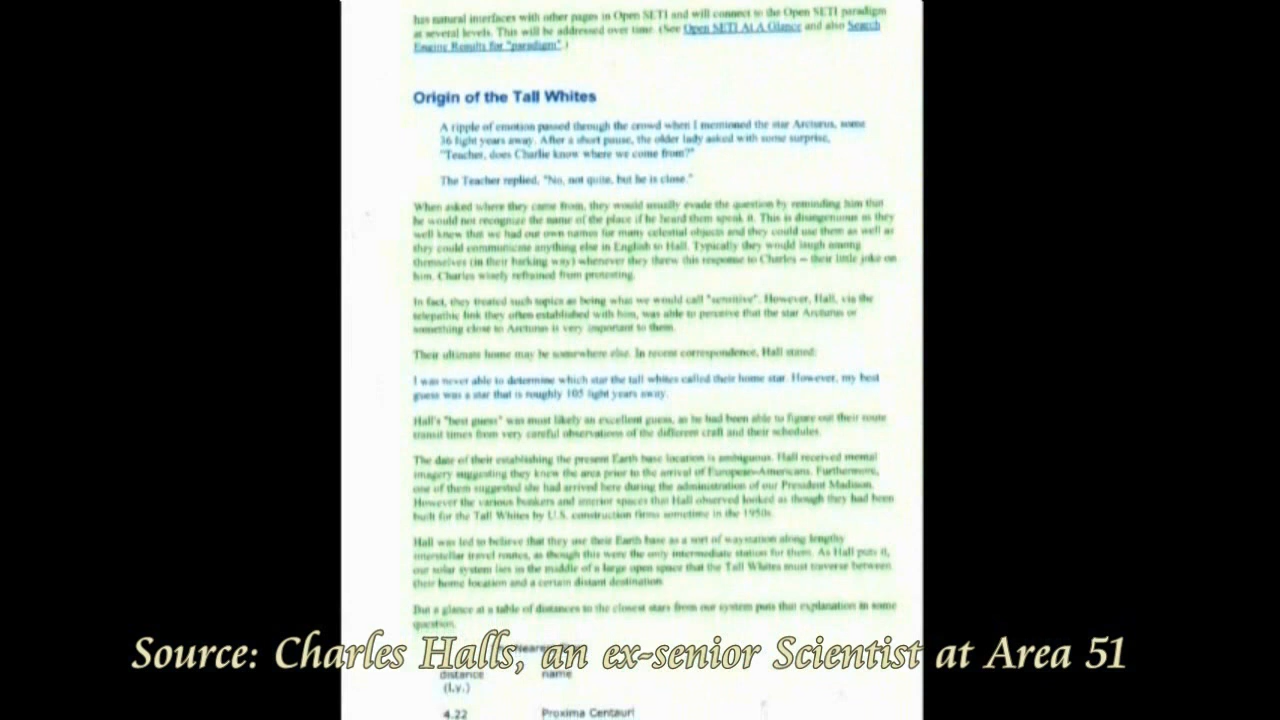 has natural interfaces with other pages in Open SETI and will connect to the Open SETI paradigm
at several levels. This will be addressed over time. (See Open SETI At A Glance and also Search
Engine Results for "paradigm".)
Origin of the Tall Whites
A ripple of emotion passed through the crowd when I mentioned the star Arcturus, some
36 light years away. After a short pause, the older lady asked with some surprise,
"Teacher, does Charlie know where we come from?"
The Teacher replied, "No, not quite, but he is close."
When asked where they came from, they would usually evade the question by reminding him that
he would not recognize the name of the place if he heard them speak it. This is disingenuous as they
well knew that we had our own names for many celestial objects and they could use them as well as
they could communicate anything else in English to Hall. Typically they would laugh among
themselves (in their barking way) whenever they threw this response to Charles -- their little joke on
him. Charles wisely refrained from protesting.
In fact, they treated such topics as being what we would call "sensitive". However, Hall, via the
telepathic link they often established with him, was able to perceive that the star Arcturus or
something close to Arcturus is very important to them.
Their ultimate home may be somewhere else. In recent correspondence, Hall stated:
I was never able to determine which star the tall whites called their home star. However, my best
guess was a star that is roughly 105 light years away.
Hall's "best guess" was most likely an excellent guess, as he had been able to figure out their route
transit times from very careful observations of the different craft and their schedules.
The date of their establishing the present Earth base location is ambiguous. Hall received mental
imagery suggesting they knew the area prior to the arrival of European-Americans. Furthermore,
one of them suggested she had arrived here during the administration of our President Madison.
However the various bunkers and interior spaces that Hall observed looked as though they had been
built for the Tall Whites by U.S. construction firms sometime in the 1950s.
Hall was led to believe that they use their Earth base as a sort of waystation along lengthy
interstellar travel routes, as though this were the only intermediate station for them. As Hall puts it,
our solar system lies in the middle of a large open space that the Tall Whites must traverse between
their home location and a certain distant destination.
But a glance at a table of distances to the closest stars from our system puts that explanation in some
question.
Source: Charles Halls, an ex-senior Scientist at Area 51
distance name
(l.y.)
4.22 Proxima Centauri